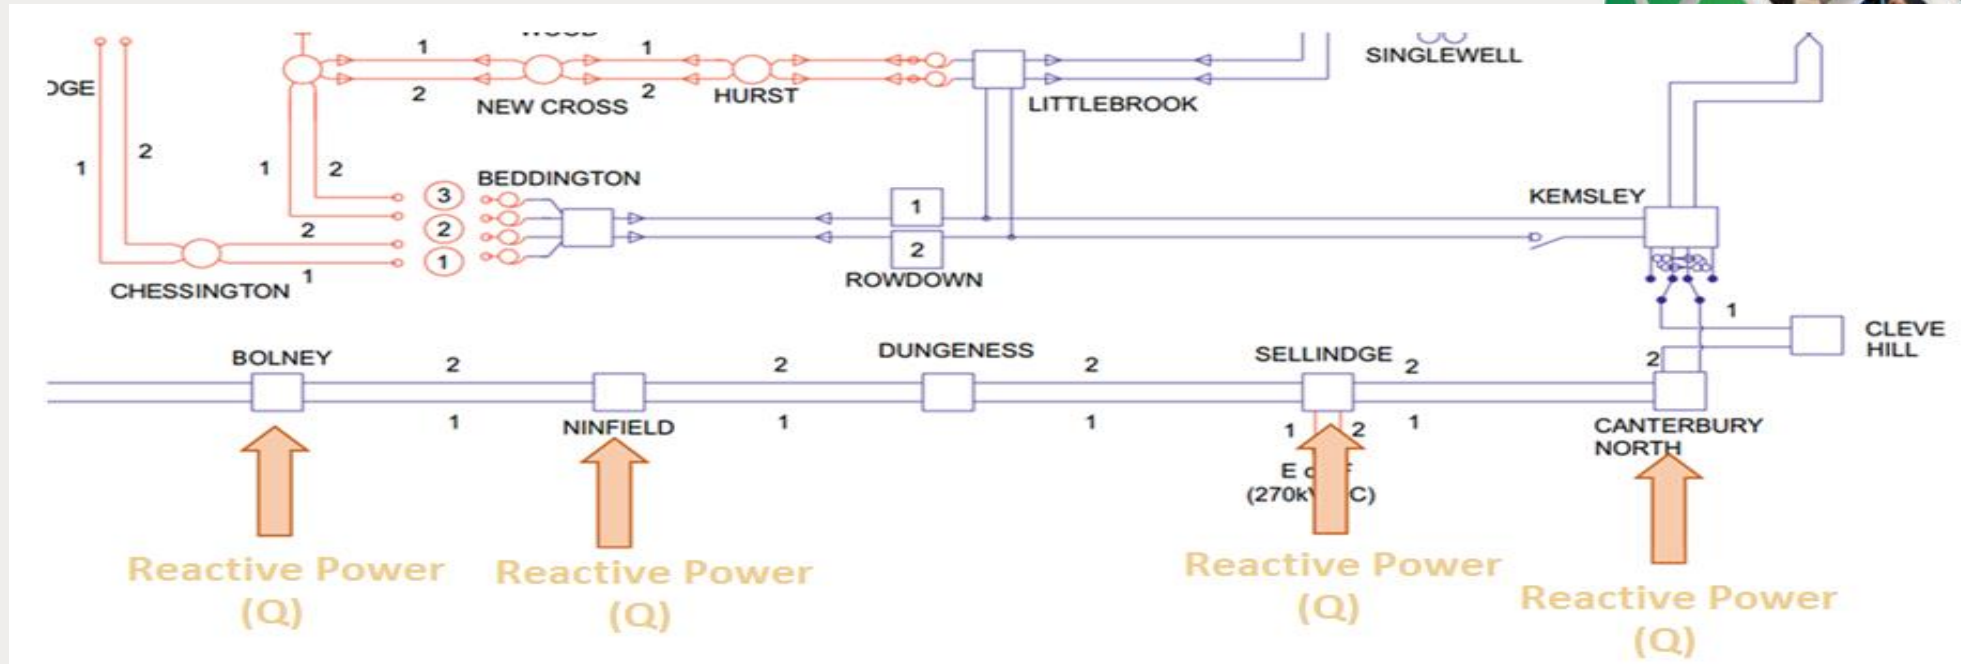 SINGLEWELL
1
1
2
2
NEW CROSS
HURST
LITTLEBROOK
1
2
1
2
BEDDINGTON
3
2
1
2
1
CHESSINGTON
1
2
ROWDOWN
KEMSLEY
1
2
CLEVE
HILL
BOLNEY
2
1
NINFIELD
2
1
DUNGENESS
2
1
SELLINDGE
2
1
1
2
CANTERBURY
NORTH
Reactive Power
(Q)
Reactive Power
(Q)
Reactive Power
(Q)
Reactive Power
(Q)